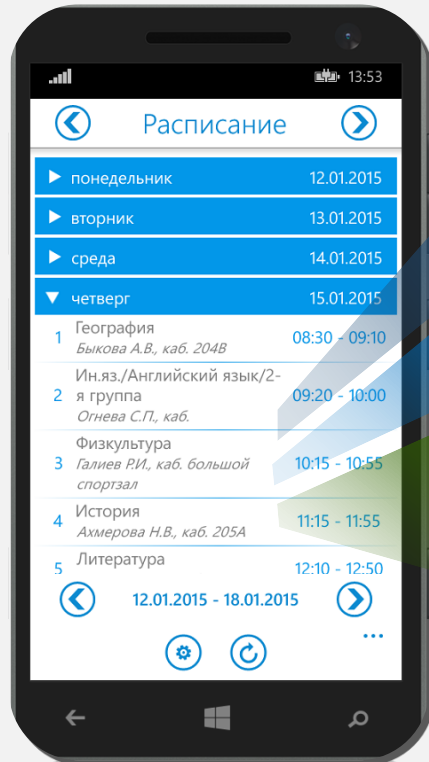 13:53
Расписание
понедельник 12.01.2015
вторник 13.01.2015
среда 14.01.2015
четверг 15.01.2015
1 География 08:30 - 09:10
Быкова А.В., каб. 204В
Ин.яз./Английский язык/2-
2 я группа 09:20 - 10:00
Огнева С.П., каб.
Физкультура
3 Галиев Р.И., каб. большой 10:15 - 10:55
спортзал
4 История 11:15 - 11:55
Ахмерова Н.В., каб. 205А
5 Литература 12:10 - 12:50
12.01.2015 - 18.01.2015
...